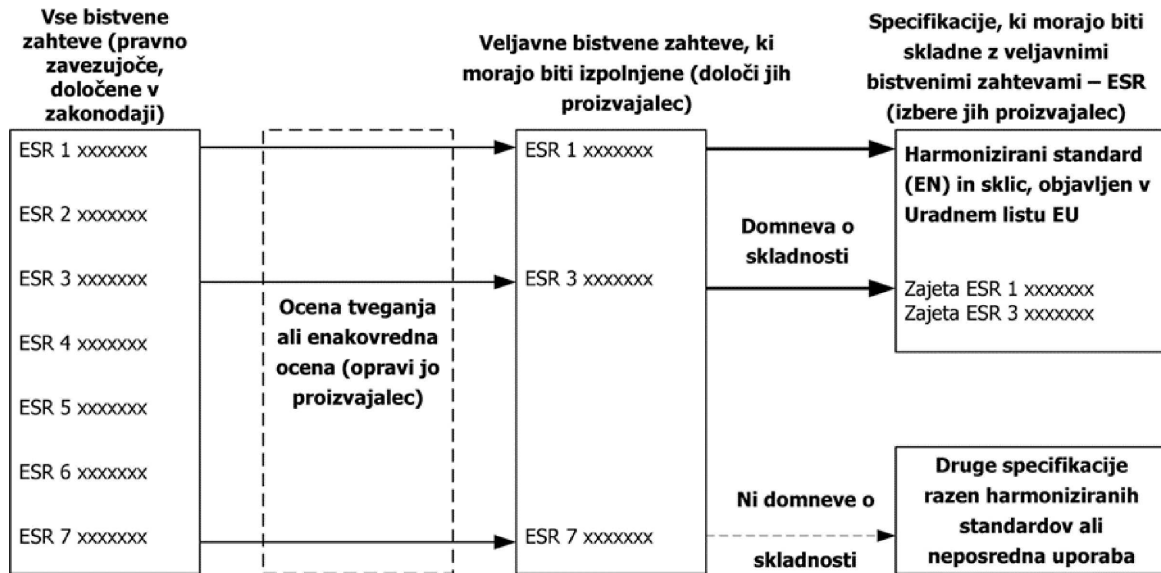 Vse bistvene
zahteve (pravno
zavezujoče,
določene v
zakonodaji)
ESR 1 xxxxxxx
ESR 2 xxxxxxx
ESR 3 xxxxxxx
ESR 4 xxxxxxx
ESR 5 xxxxxxx
ESR 6 xxxxxxx
ESR 7 xxxxxxx
Ocena tveganja
ali enakovredna
ocena (opravi jo
proizvajalec)
Veljavne bistvene zahteve, ki
morajo biti izpolnjene (določi jih
proizvajalec)
ESR 1 xxxxxxx
ESR 3 xxxxxxx
ESR 7 xxxxxxx
Domneva o
skladnosti
Ni domneve o
skladnosti
Specifikacije, ki morajo biti
skladne z veljavnimi
bistvenimi zahtevami – ESR
(izbere jih proizvajalec)
Harmonizirani standard
(EN) in sklic, objavljen v
Uradnem listu EU
Zajeta ESR 1 xxxxxxx
Zajeta ESR 3 xxxxxxx
Druge specifikacije
razen harmoniziranih
standardov ali
neposredna uporaba